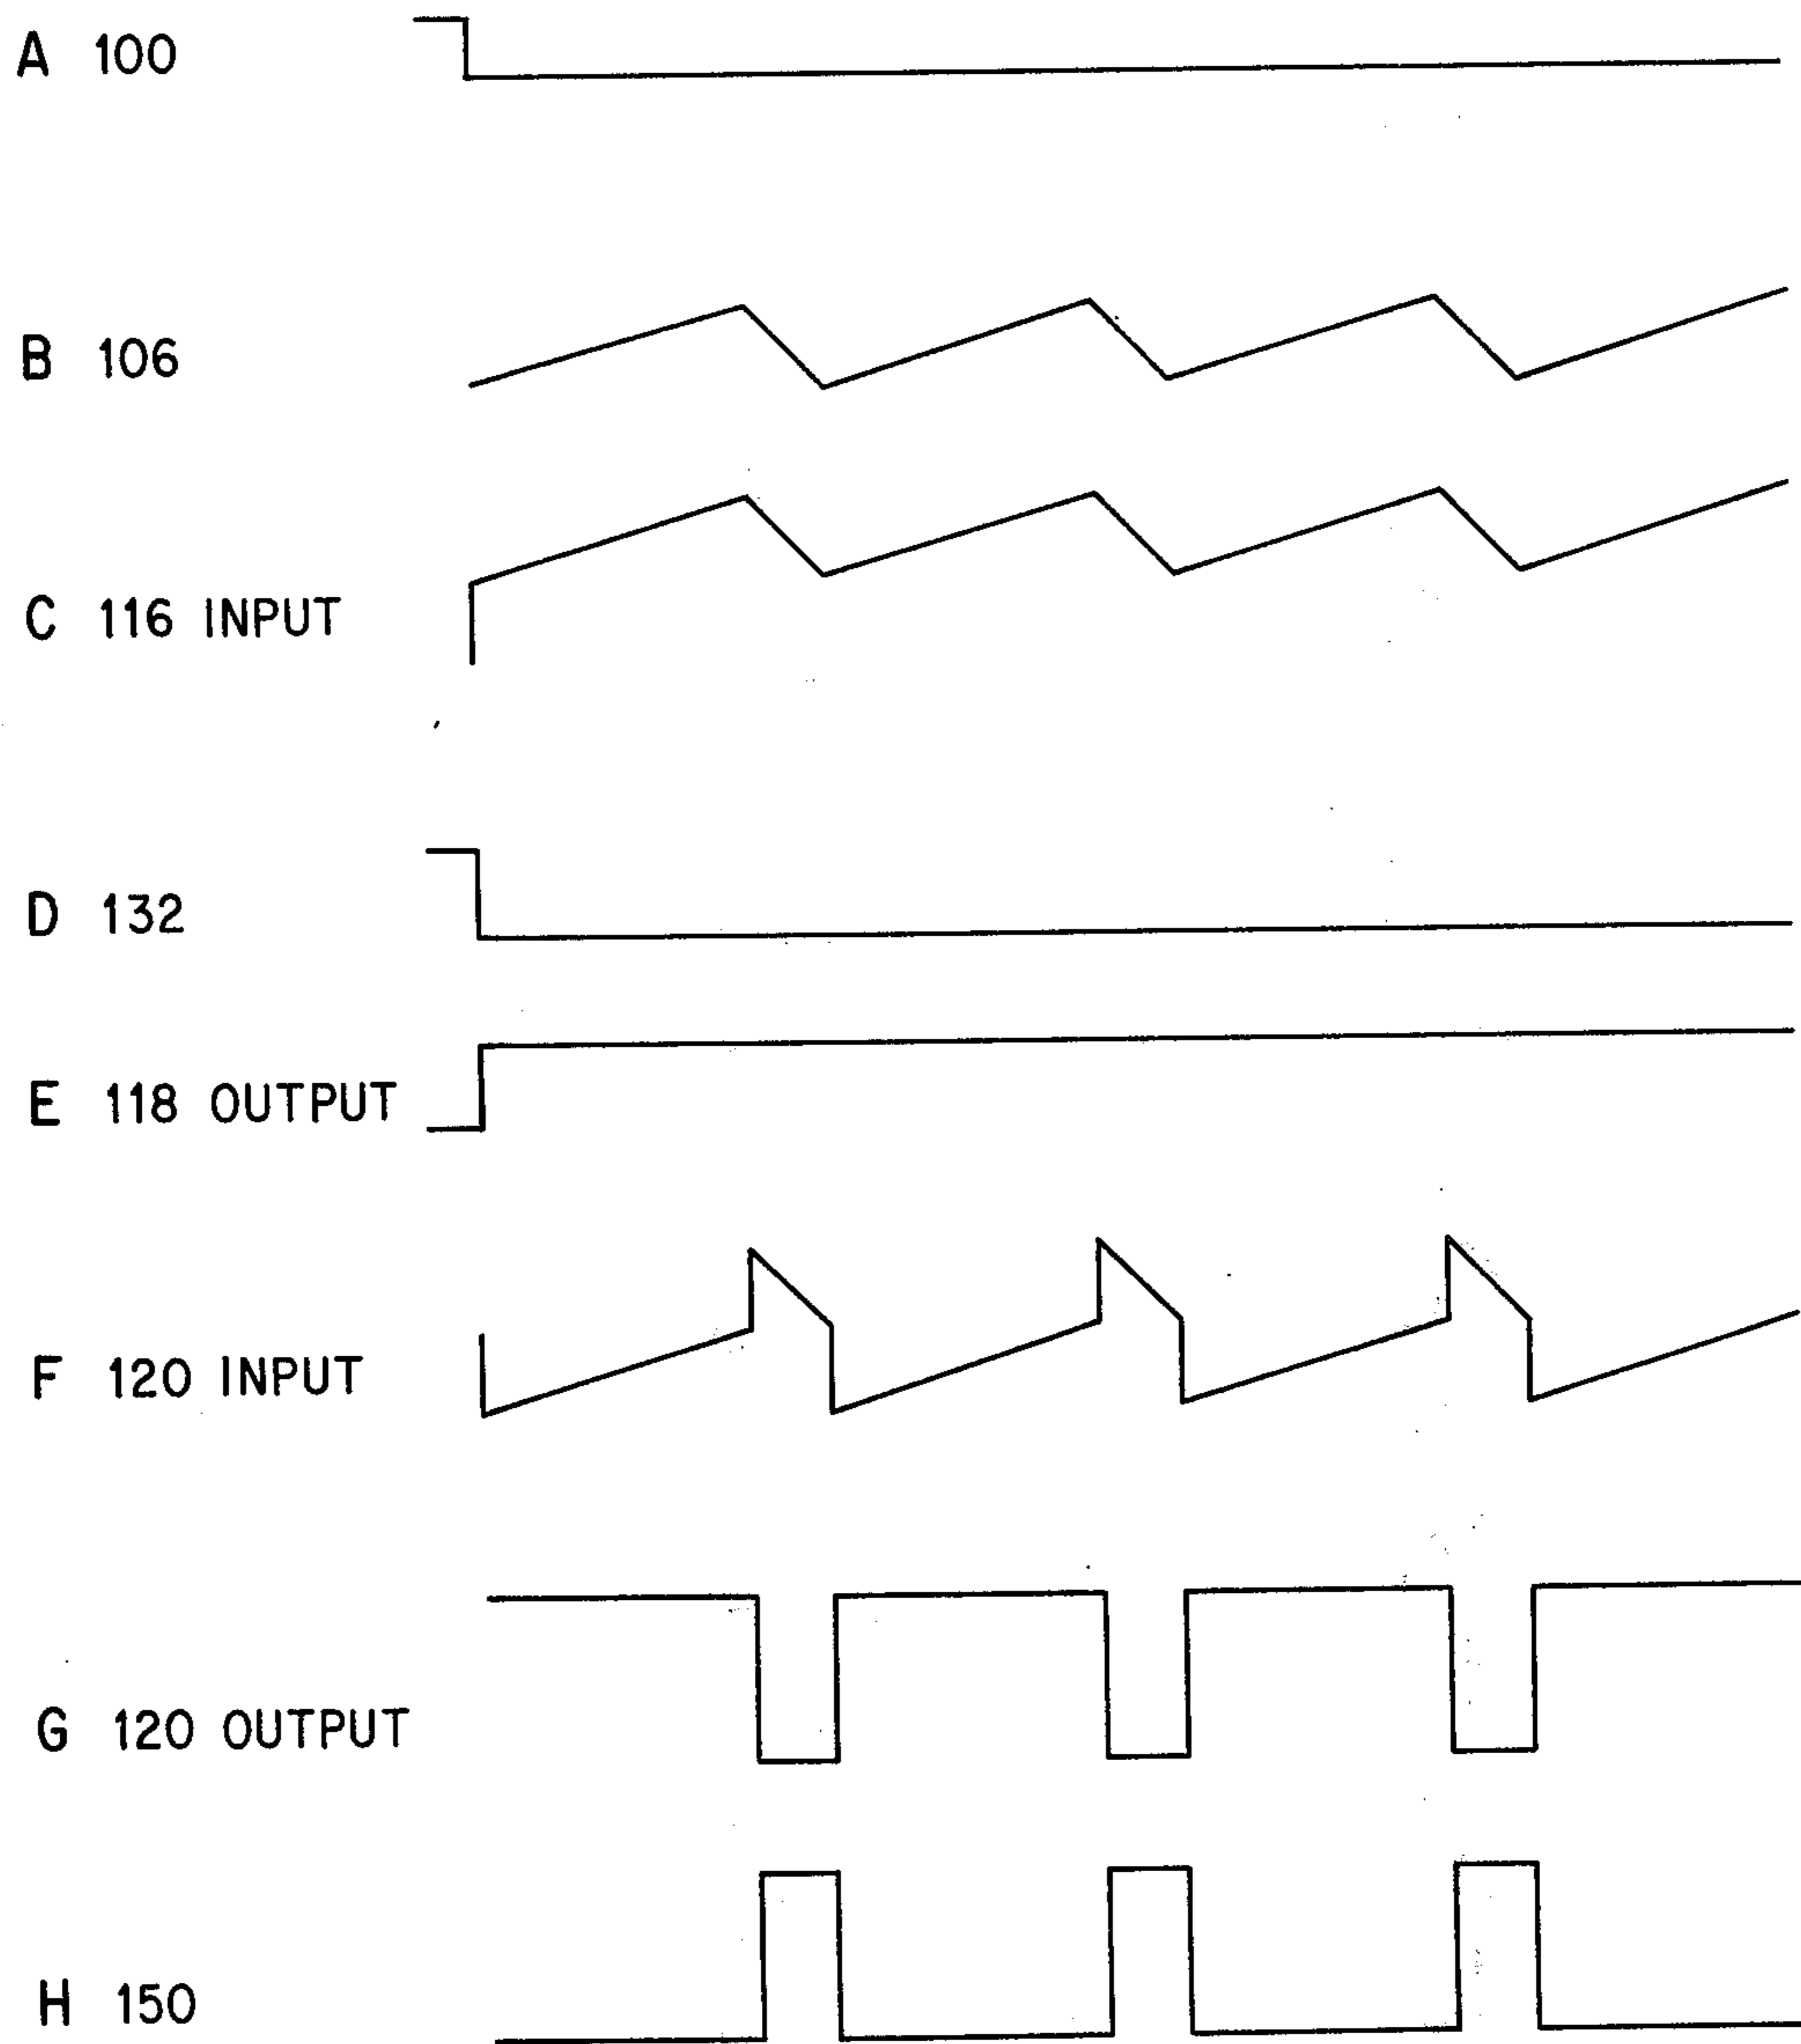 A 100
B 106
C 116 INPUT
D 132
E 118 OUTPUT
F 120 INPUT
G 120 OUTPUT
H 150